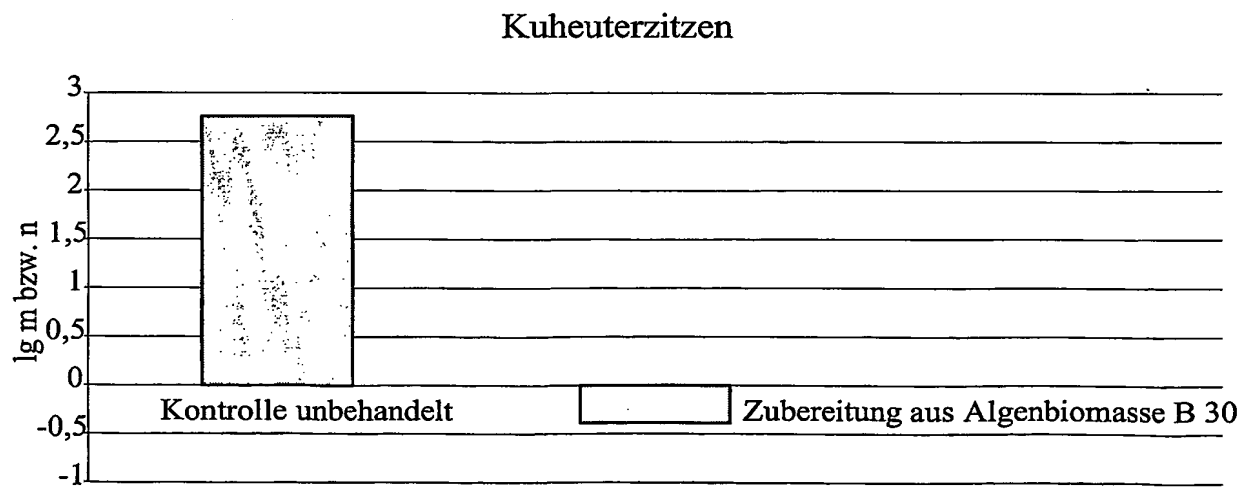 Kuheuterzitzen
3
2,5
2
1,5
1
0,5
0
-0,5
-1
lg m bzw. n
Kontrolle unbehandelt
Zubereitung aus Algenbiomasse B 30